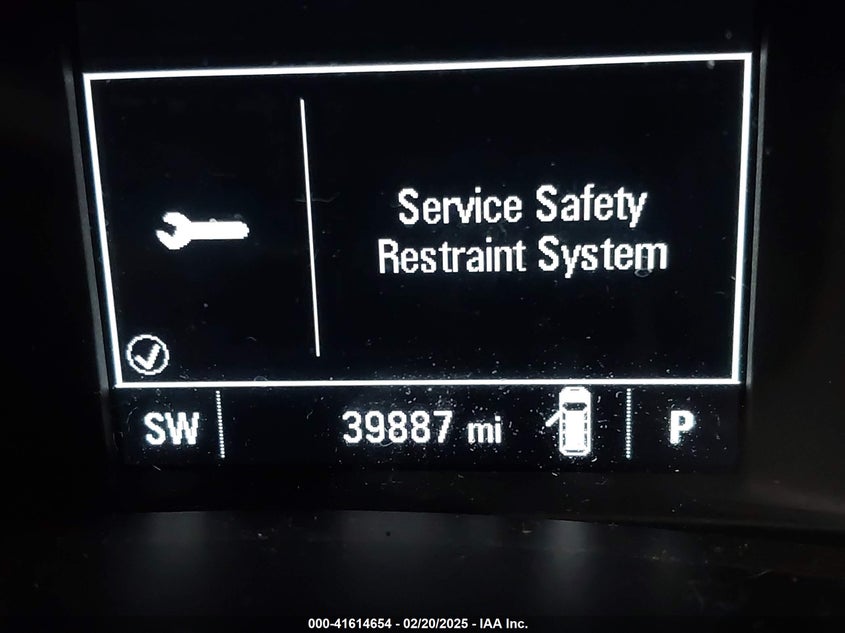 Service Safety
Restraint System
SW 39887 mi P
000-41614654 - 02/20/2025 - IAA Inc.